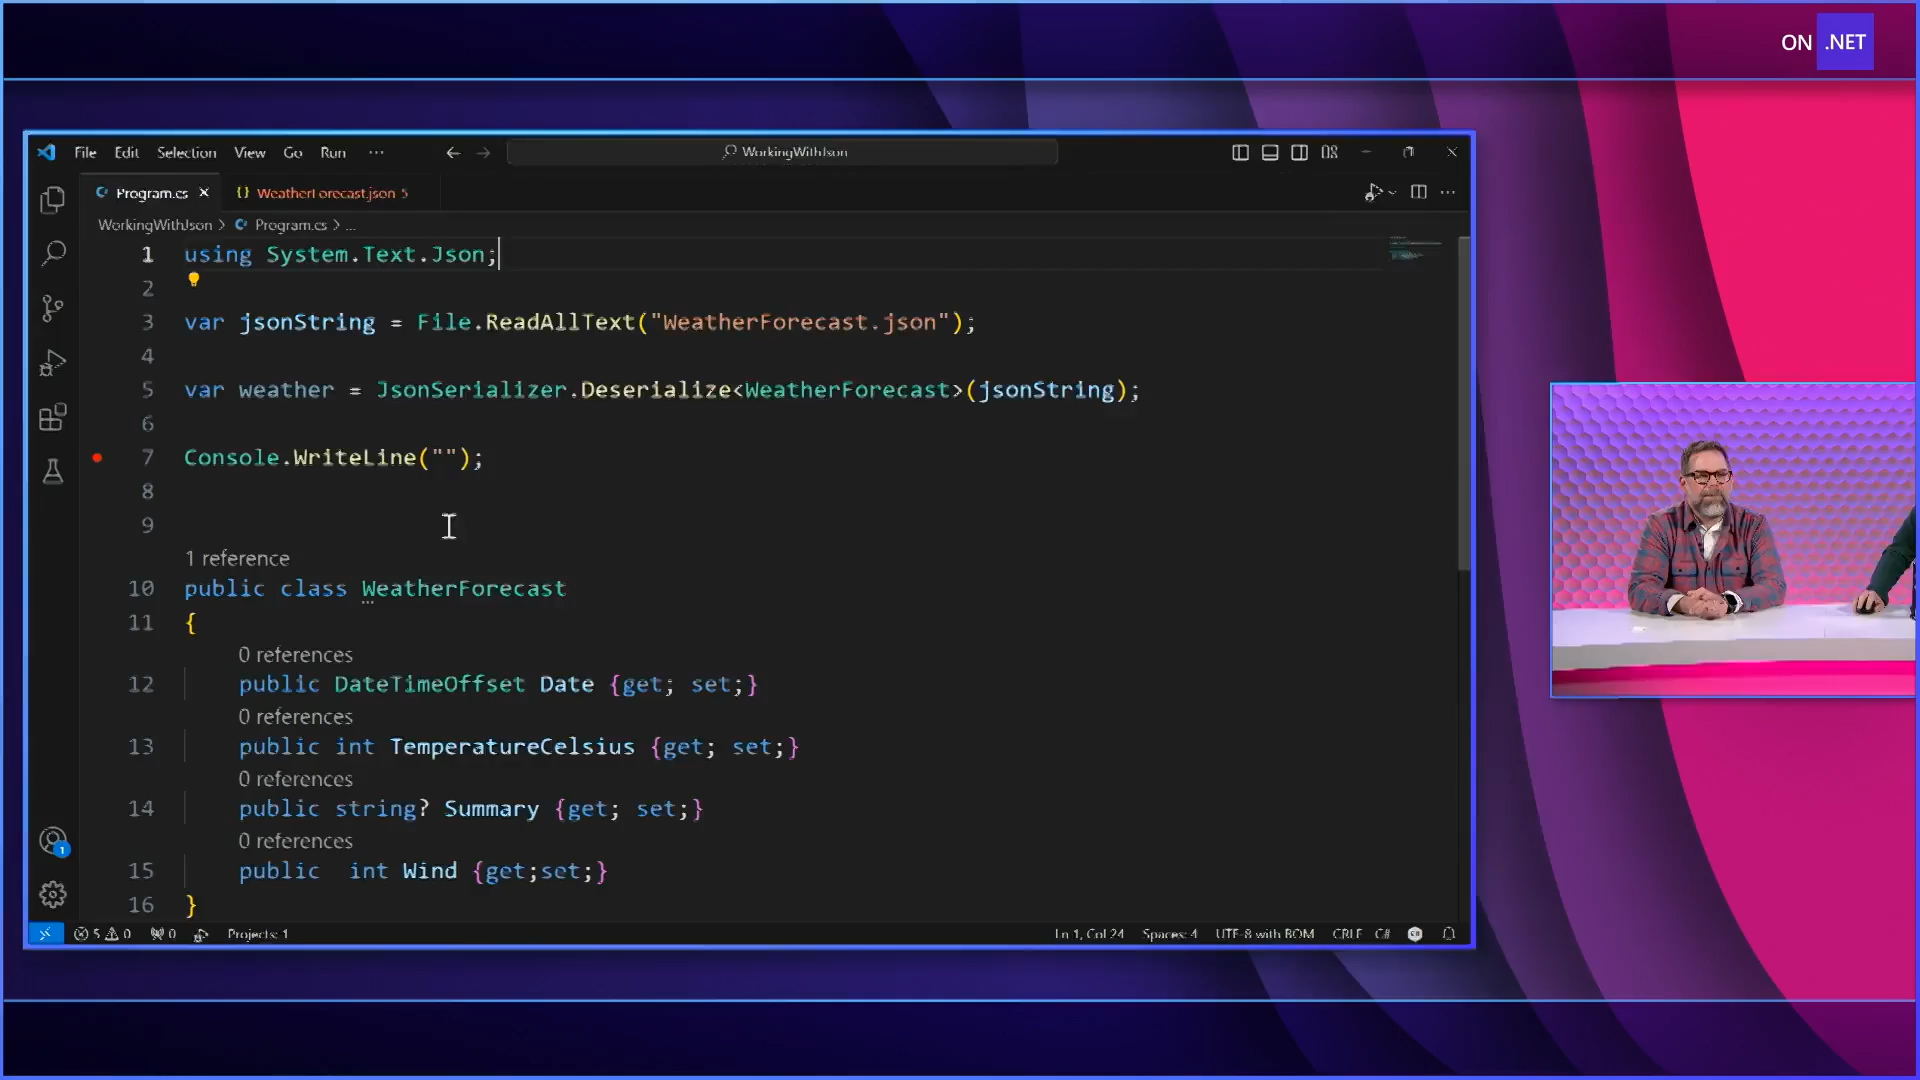 ON .NET
File Edit Selection View Go Run ... WorkingWithJson
Program.cs {} WeatherForecast.json 5
WorkingWithJson > Program.cs > ...
1 using System.Text.Json;
2
3 var jsonString = File.ReadAllText("WeatherForecast.json");
4
5 var weather = JsonSerializer.Deserialize<WeatherForecast>(jsonString);
6
7 Console.WriteLine("");
8
9
1 reference
10 public class WeatherForecast
11 {
0 references
12 public DateTimeOffset Date {get; set;}
0 references
13 public int TemperatureCelsius {get; set;}
0 references
14 public string? Summary {get; set;}
0 references
15 public  int Wind {get;set;}
16 }
1
5 0 0 Projects: 1 Ln 1, Col 24 Spaces: 4 UTF-8 with BOM CRLF C#